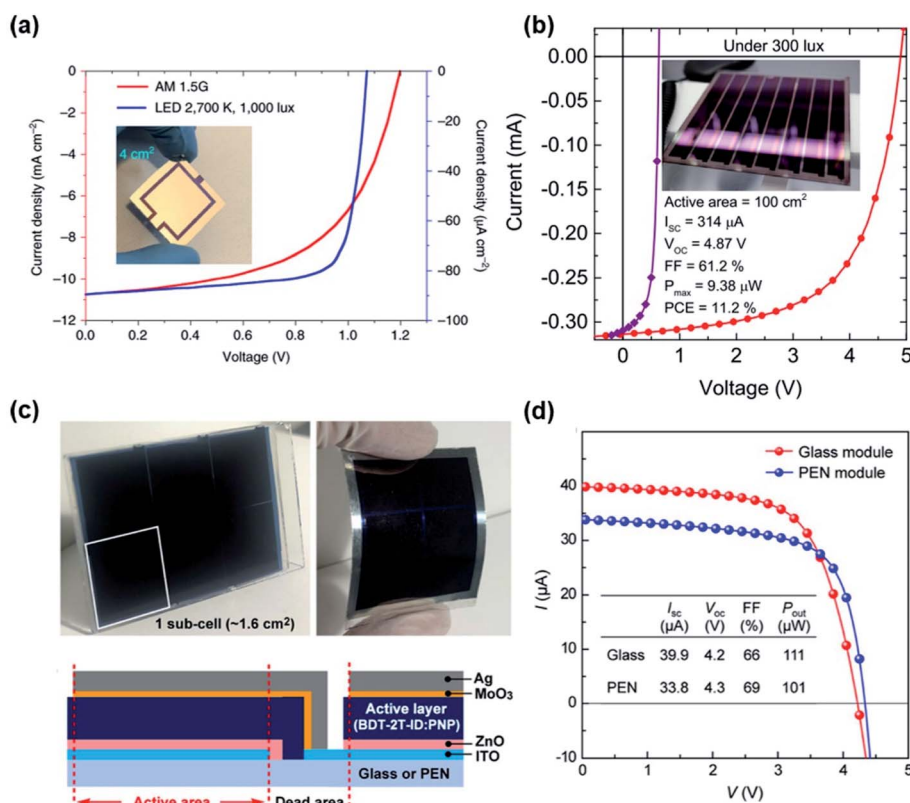 (a)
0
0
AM 1.5G
LED 2,700 K, 1,000 lux
4 cm²
Current density (mA cm⁻²)
–2
–4
–6
–8
–10
–12
Current density (μA cm⁻²)
–20
–40
–60
–80
–100
0.0
0.2
0.4
0.6
0.8
1.0
1.2
Voltage (V)
(b)
Under 300 lux
0.00
-0.05
-0.10
-0.15
-0.20
-0.25
-0.30
Current (mA)
Active area = 100 cm²
I_SC = 314 μA
V_OC = 4.87 V
FF = 61.2 %
P_max = 9.38 μW
PCE = 11.2 %
0 1 2 3 4 5
Voltage (V)
(c)
1 sub-cell (~1.6 cm²)
Ag
MoO₃
Active layer
(BDT-2T-ID:PNP)
ZnO
ITO
Glass or PEN
Active area
Dead area
(d)
Glass module
PEN module
50
40
30
20
10
0
-10
I (μA)
I_sc V_oc FF P_out
(μA) (V) (%) (μW)
Glass 39.9 4.2 66 111
PEN 33.8 4.3 69 101
0 1 2 3 4 5
V (V)